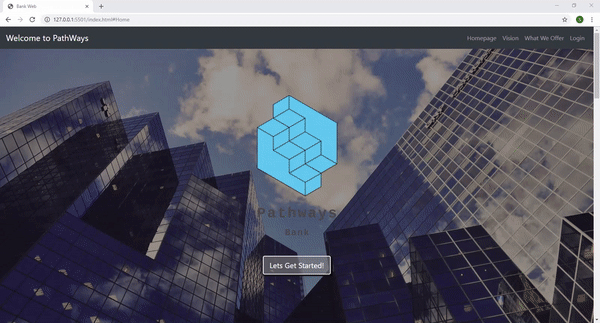 Bank Web
127.0.0.1:5501/index.html#Home
Welcome to PathWays
Homepage Vision What We Offer Login
Pathways
Bank
Lets Get Started!